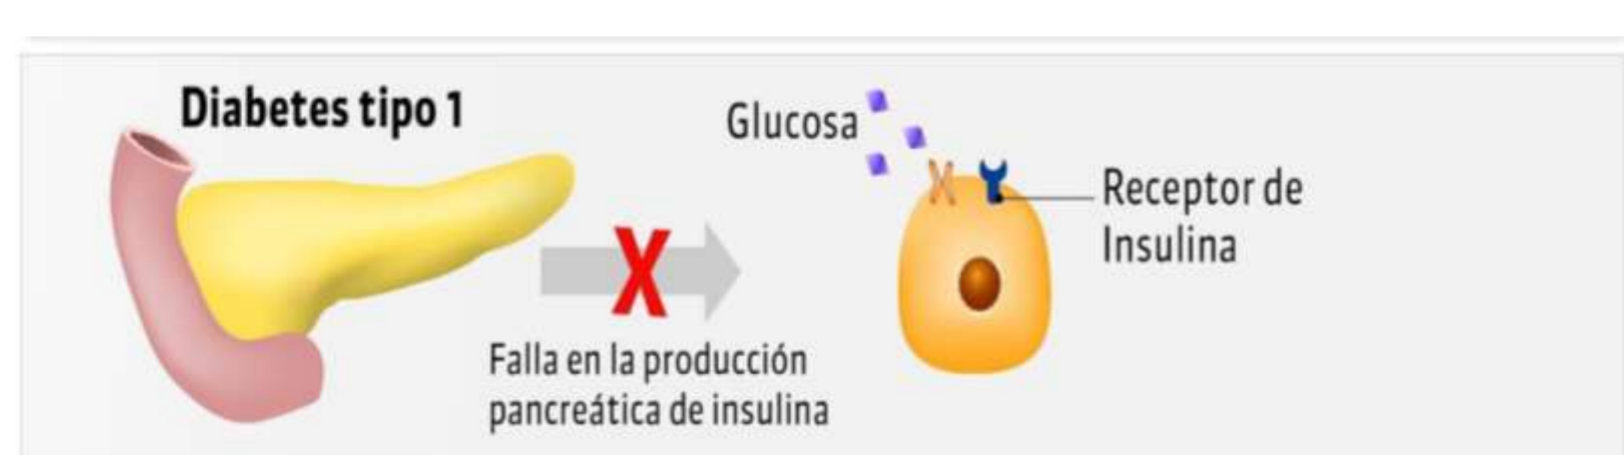 Diabetes tipo 1
Glucosa
Receptor de
Insulina
X
Falla en la producción
pancreática de insulina